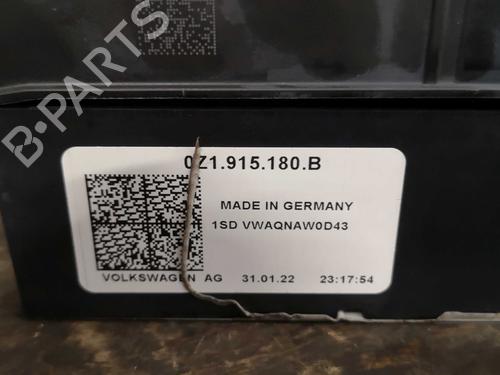 B-Parts
0Z1.915.180.B
MADE IN GERMANY
1SD VWAQNAW0D43
VOLKSWAGEN AG 31.01.22 23:17:54